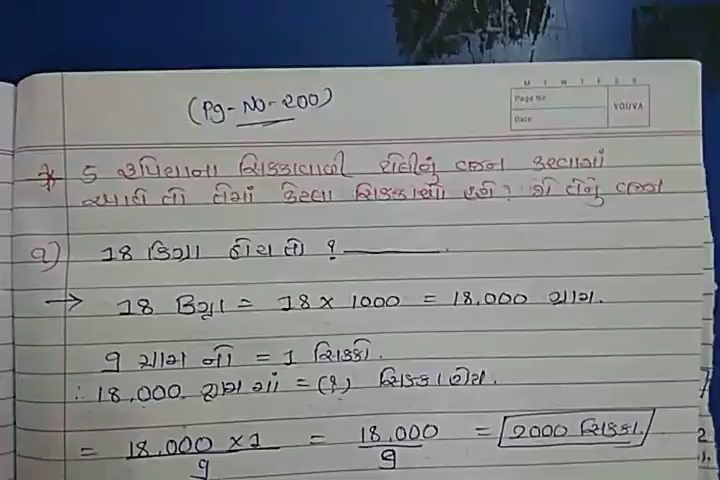 M T W T F S S
Page No
Date
YOUVA
(Pg-No-200)
* 5 રૂપિયાના સિક્કાવાળી થેલીનું વજન કરવામાં
આવે તો તેમાં કેટલા સિક્કાઓ હશે? જો તેનું વજન
૧) 18 કિગ્રા હોય તો ?
→ 18 કિગ્રા = 18 x 1000 = 18,000 ગ્રામ.
9 ગ્રામ નો = 1 સિક્કો.
∴ 18,000 ગ્રામ માં = (?) સિક્કા હોય.
= 18,000 x 1 / 9 = 18,000 / 9 = 2000 સિક્કા